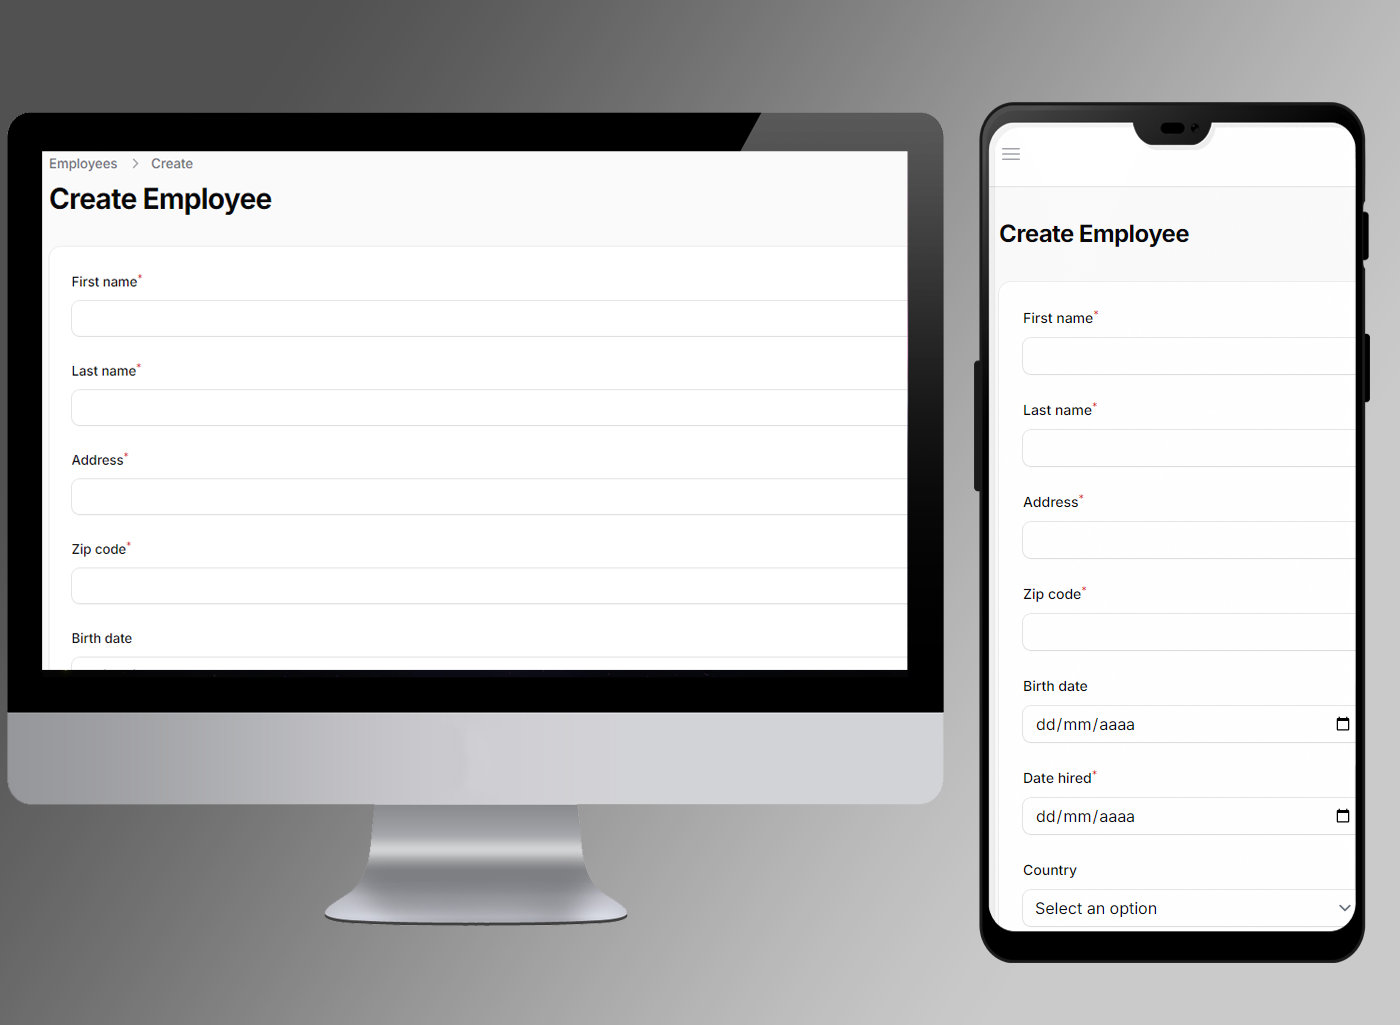 Employees > Create
Create Employee
First name*
Last name*
Address*
Zip code*
Birth date
Create Employee
First name*
Last name*
Address*
Zip code*
Birth date
dd/mm/aaaa
Date hired*
dd/mm/aaaa
Country
Select an option